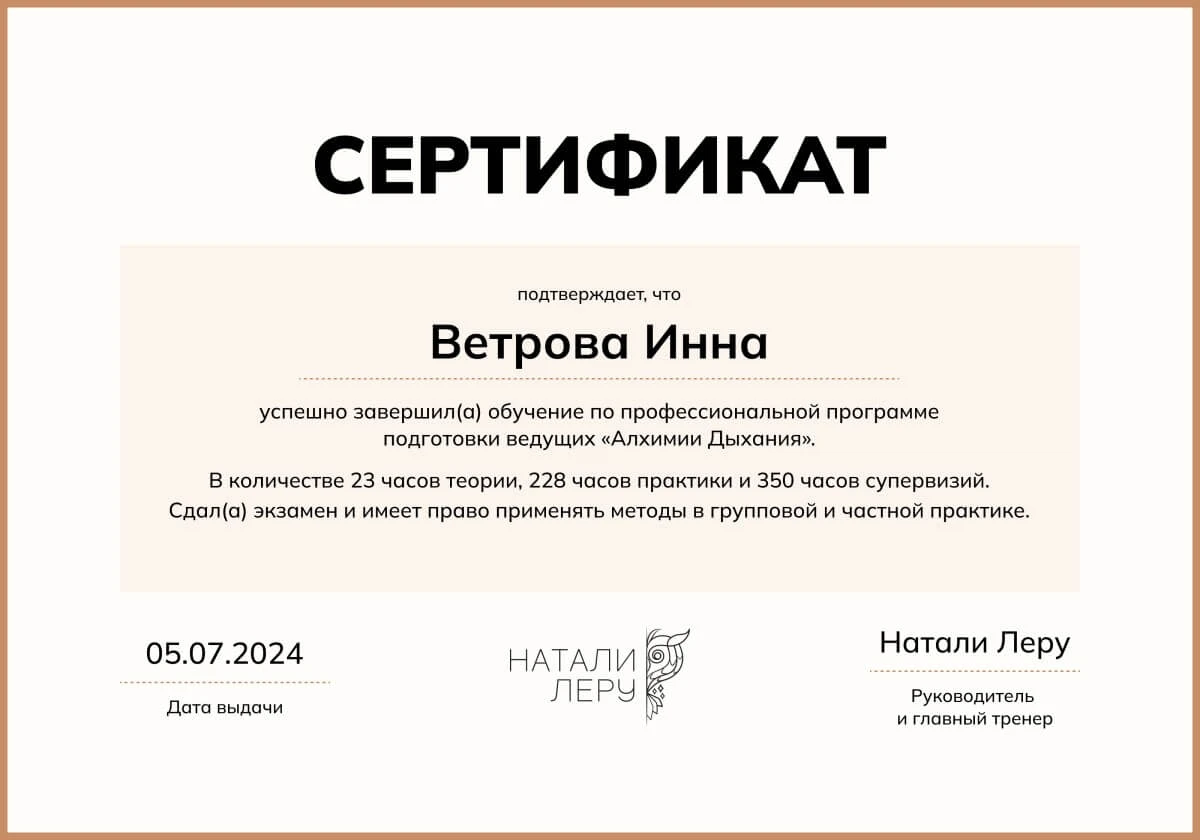 СЕРТИФИКАТ
подтверждает, что
Ветрова Инна
успешно завершил(а) обучение по профессиональной программе
подготовки ведущих «Алхимии Дыхания».
В количестве 23 часов теории, 228 часов практики и 350 часов супервизий.
Сдал(а) экзамен и имеет право применять методы в групповой и частной практике.
05.07.2024
Дата выдачи
НАТАЛИ
ЛЕРУ
Натали Леру
Руководитель
и главный тренер